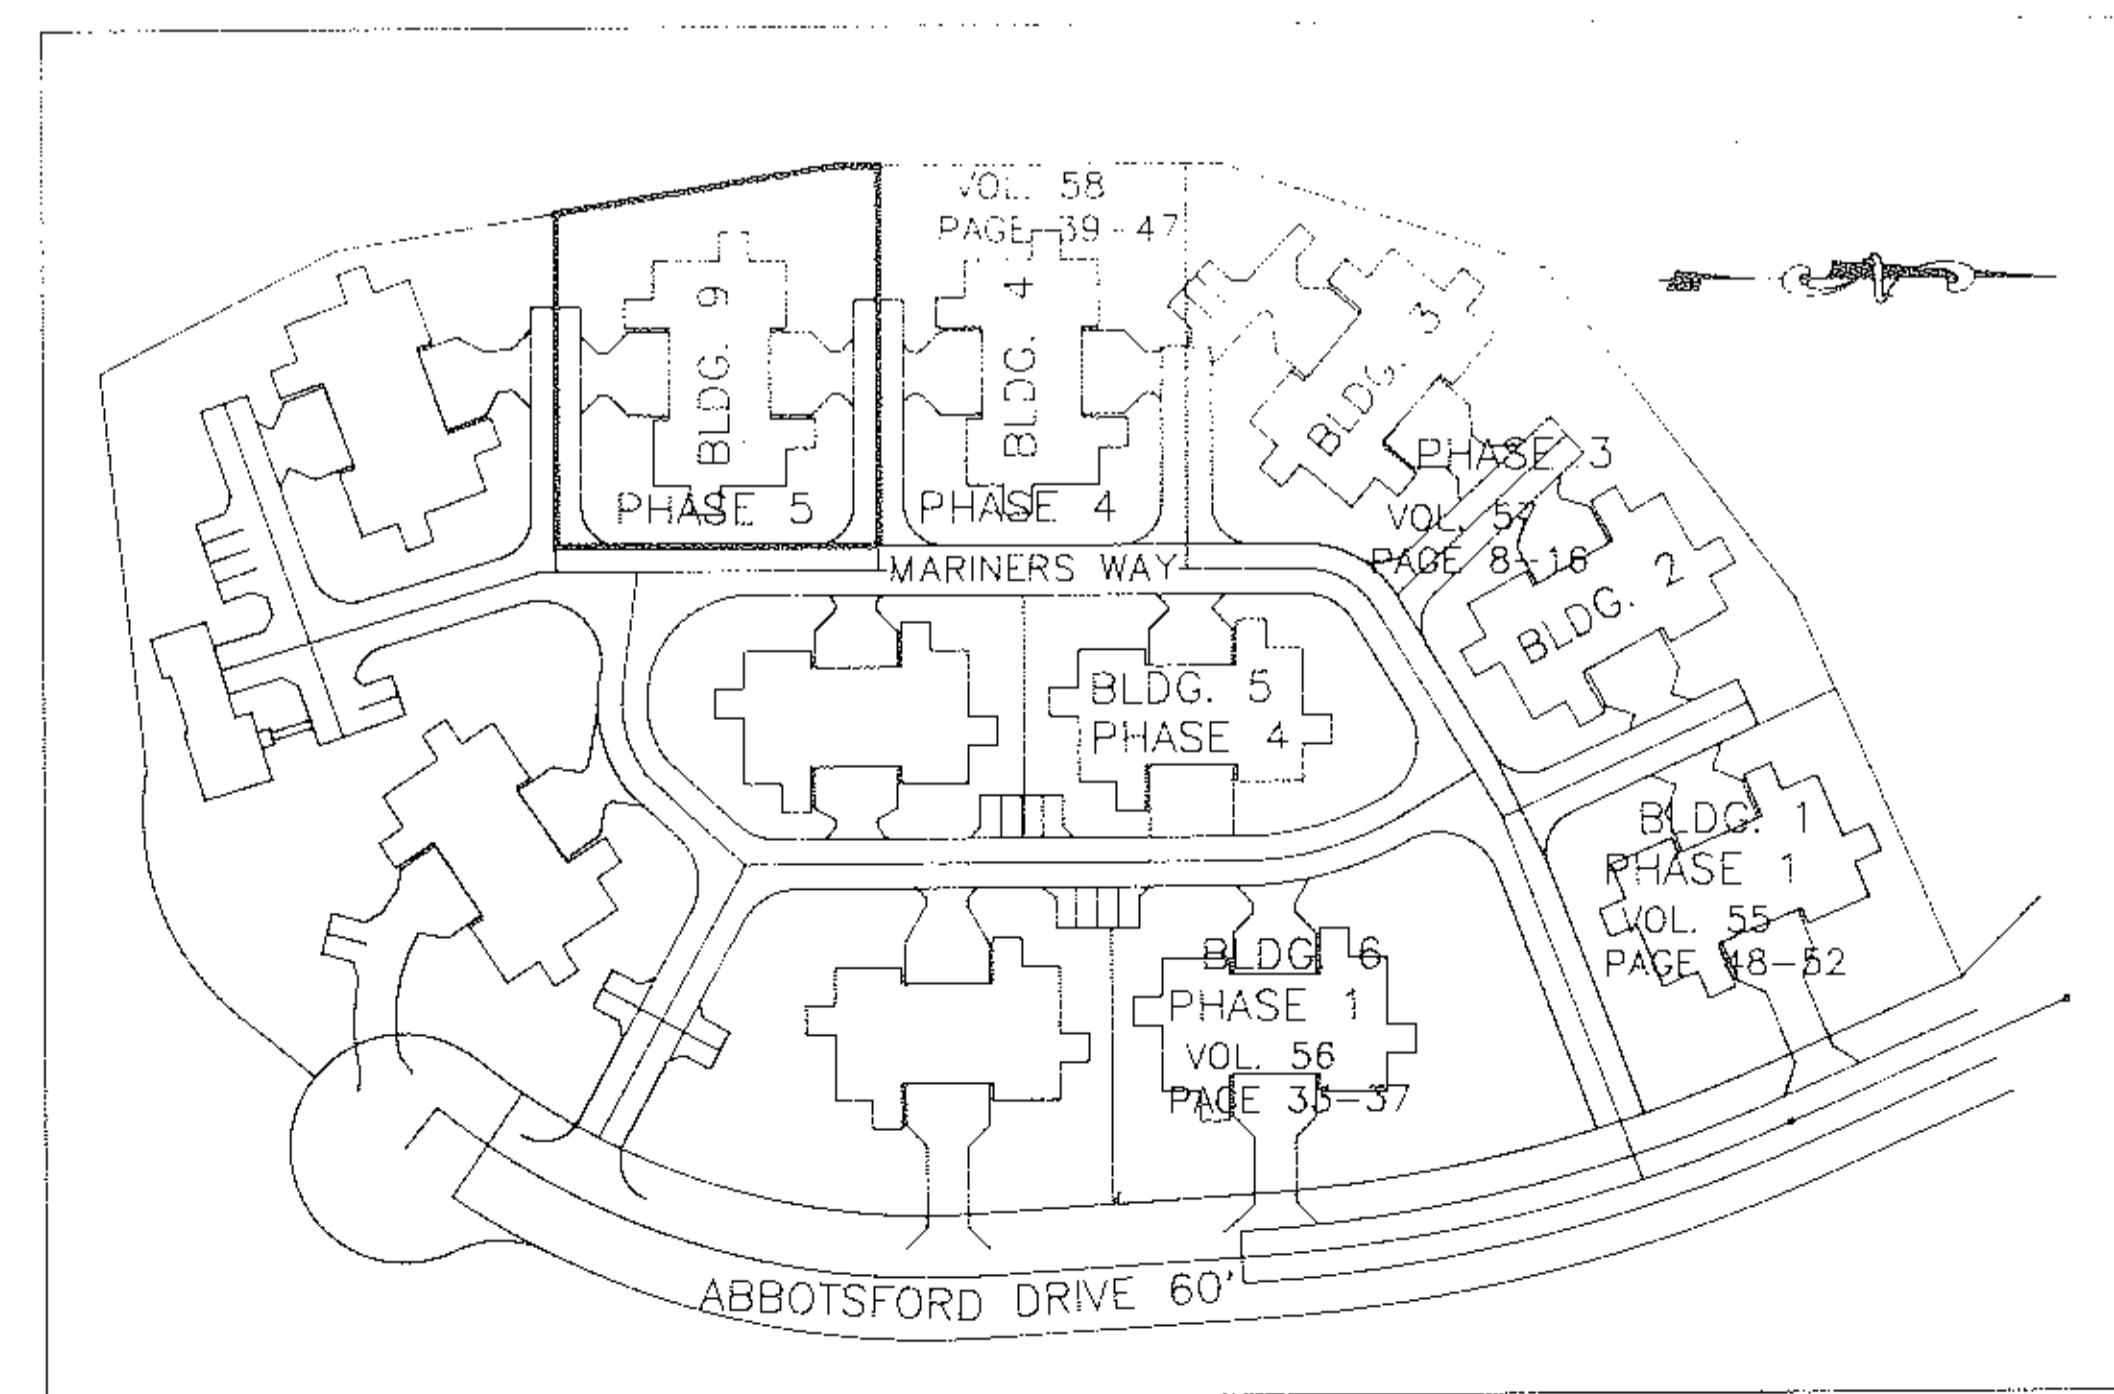 VOL. 58
PAGE 39-47
BLDG. 9
PHASE 5
BLDG. 4
PHASE 4
BLDG. 3
PHASE 3
VOL. 57
PAGE 8-16
BLDG. 2
MARINERS WAY
BLDG. 5
PHASE 4
BLDG. 1
PHASE 1
VOL. 55
PAGE 48-52
BLDG. 6
PHASE 1
VOL. 56
PAGE 33-37
ABBOTSFORD DRIVE 60'